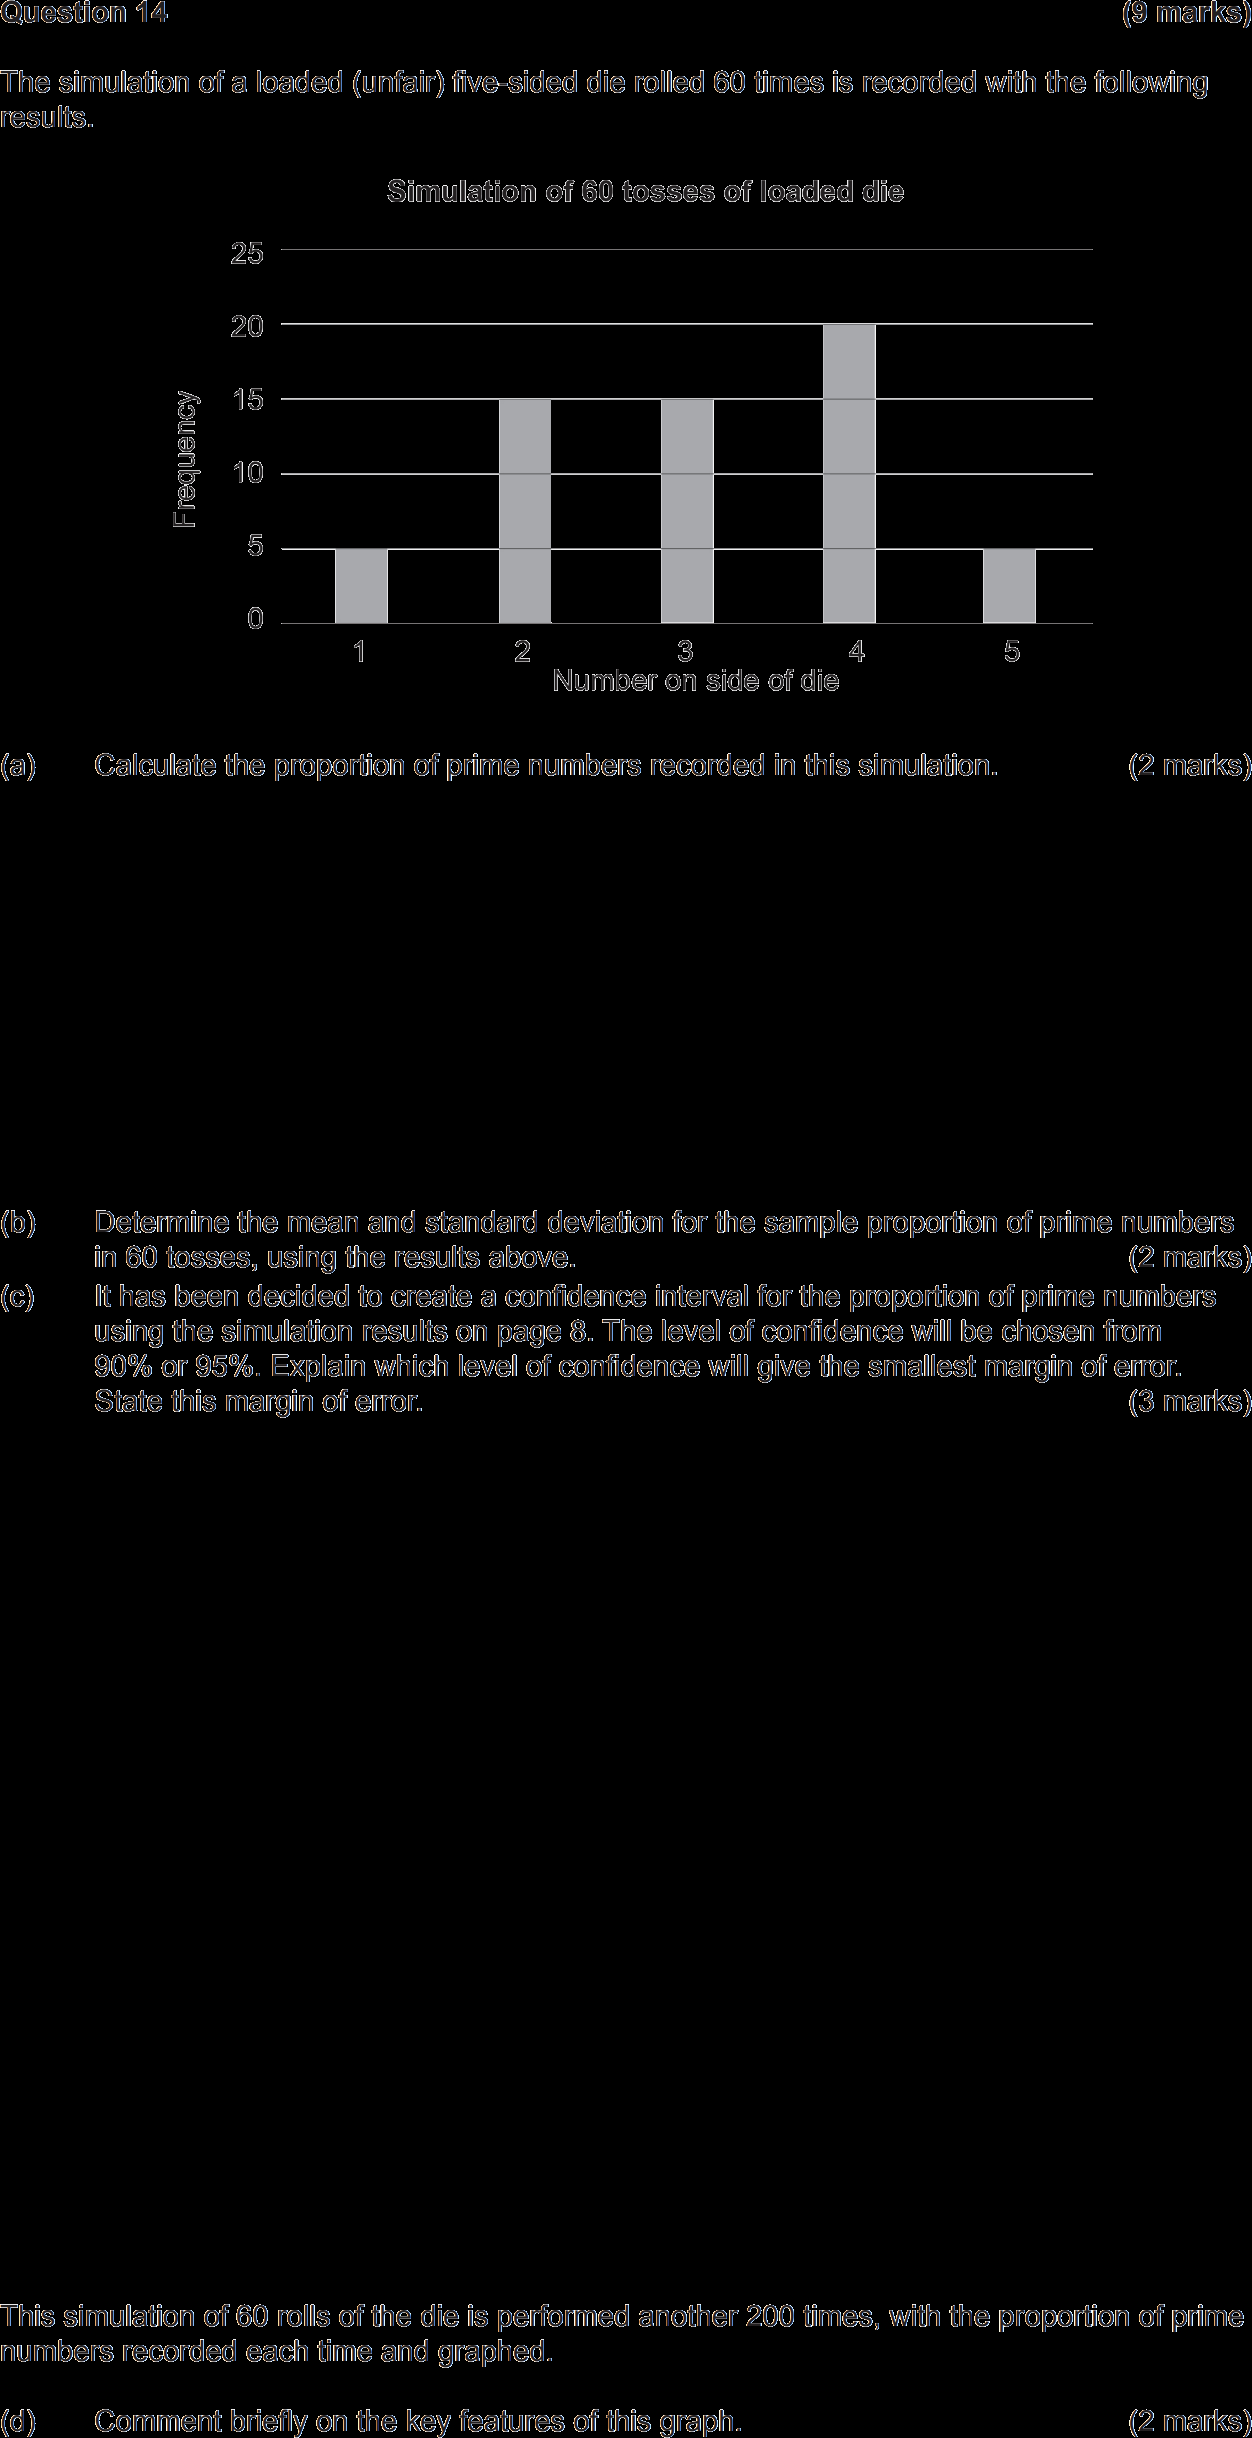 Question 14 (9 marks)
The simulation of a loaded (unfair) five-sided die rolled 60 times is recorded with the following
results.
Simulation of 60 tosses of loaded die
25
20
15
10
5
0
Frequency
1 2 3 4 5
Number on side of die
(a) Calculate the proportion of prime numbers recorded in this simulation. (2 marks)
(b) Determine the mean and standard deviation for the sample proportion of prime numbers
in 60 tosses, using the results above. (2 marks)
(c) It has been decided to create a confidence interval for the proportion of prime numbers
using the simulation results on page 8. The level of confidence will be chosen from
90% or 95%. Explain which level of confidence will give the smallest margin of error.
State this margin of error. (3 marks)
This simulation of 60 rolls of the die is performed another 200 times, with the proportion of prime
numbers recorded each time and graphed.
(d) Comment briefly on the key features of this graph. (2 marks)